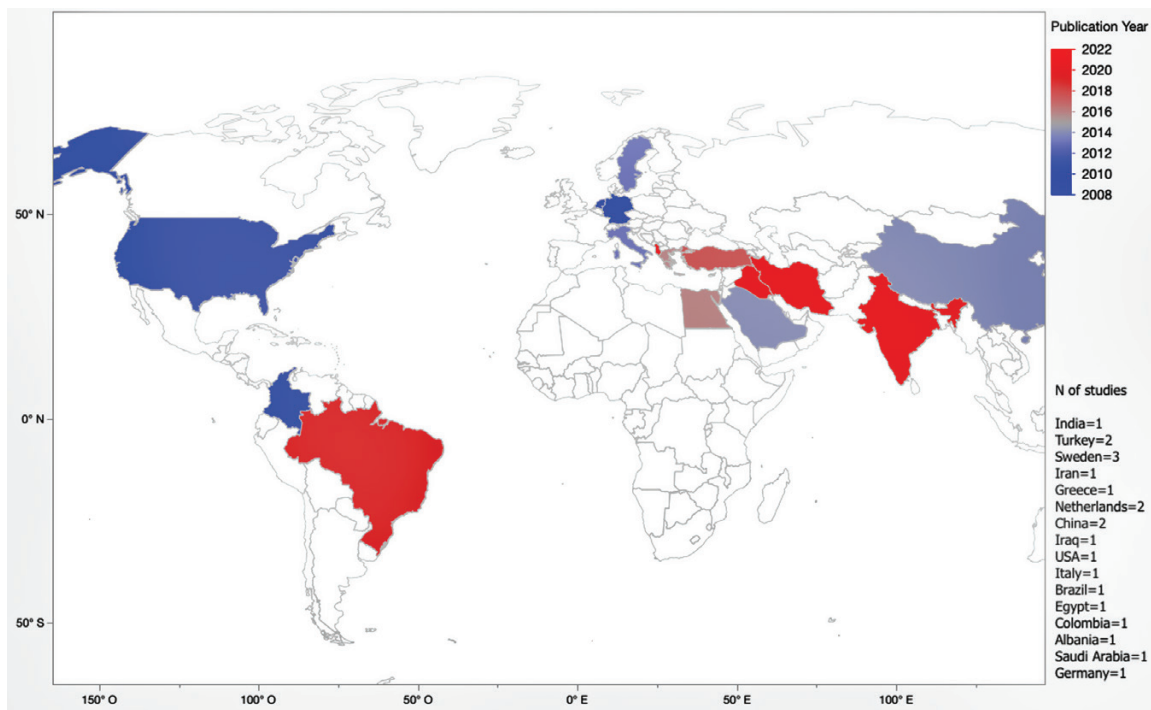 Publication Year
2022
2020
2018
2016
2014
2012
2010
2008
50° N
0° N
50° S
N of studies
India=1
Turkey=2
Sweden=3
Iran=1
Greece=1
Netherlands=2
China=2
Iraq=1
USA=1
Italy=1
Brazil=1
Egypt=1
Colombia=1
Albania=1
Saudi Arabia=1
Germany=1
150° O 100° O 50° O 0° E 50° E 100° E